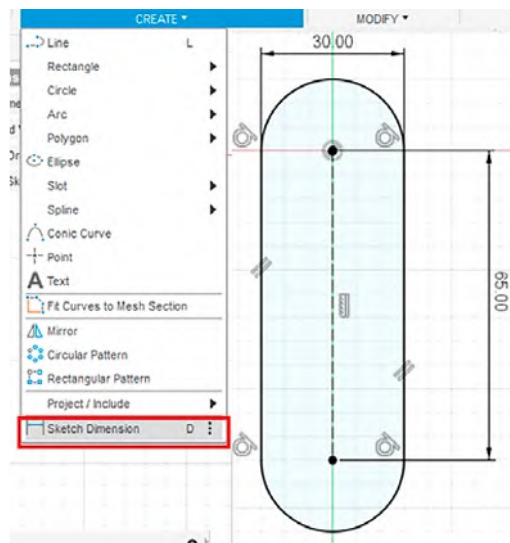 CREATE
MODIFY
Line L
Rectangle
Circle
Arc
Polygon
Ellipse
Slot
Spline
Conic Curve
Point
A Text
Fit Curves to Mesh Section
Mirror
Circular Pattern
Rectangular Pattern
Project / Include
Sketch Dimension D
30.00
65.00